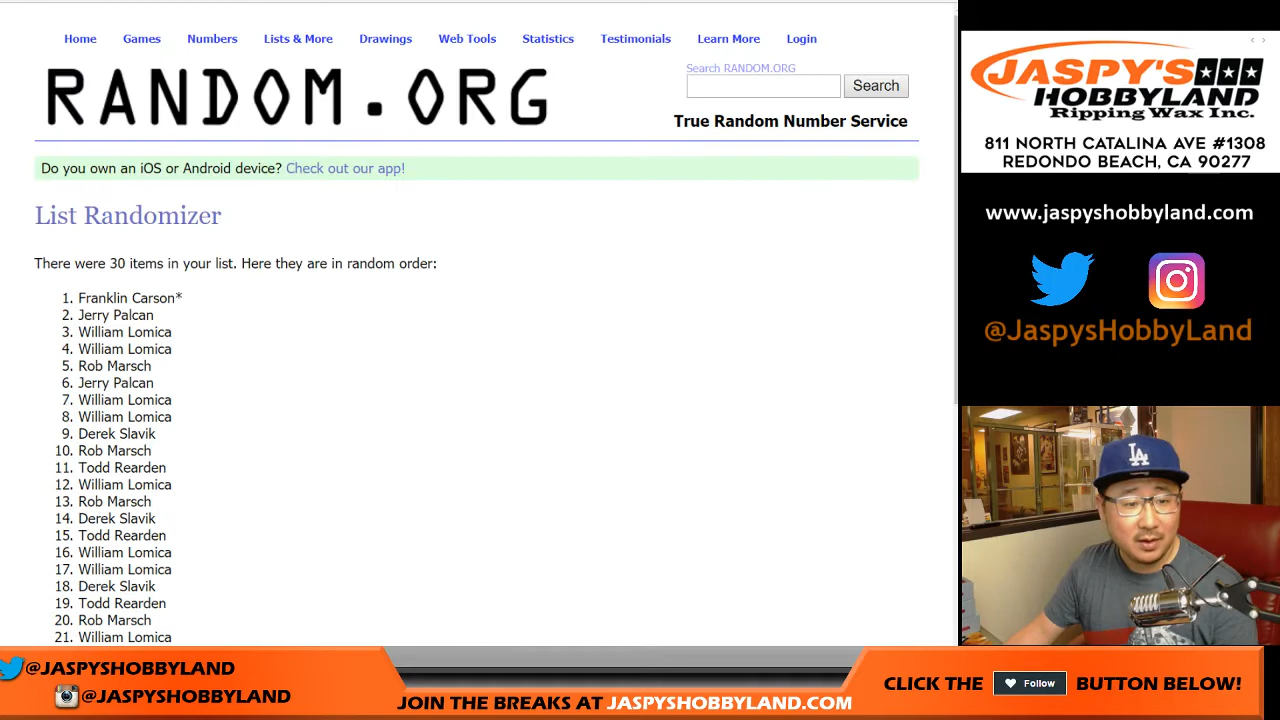 Home Games Numbers Lists & More Drawings Web Tools Statistics Testimonials Learn More Login
RANDOM.ORG
Search RANDOM.ORG
Search
True Random Number Service
Do you own an iOS or Android device? Check out our app!
List Randomizer
There were 30 items in your list. Here they are in random order:
1. Franklin Carson*
2. Jerry Palcan
3. William Lomica
4. William Lomica
5. Rob Marsch
6. Jerry Palcan
7. William Lomica
8. William Lomica
9. Derek Slavik
10. Rob Marsch
11. Todd Rearden
12. William Lomica
13. Rob Marsch
14. Derek Slavik
15. Todd Rearden
16. William Lomica
17. William Lomica
18. Derek Slavik
19. Todd Rearden
20. Rob Marsch
21. William Lomica
JASPY'S
HOBBYLAND
Ripping Wax Inc.
811 NORTH CATALINA AVE #1308
REDONDO BEACH, CA 90277
www.jaspyshobbyland.com
@JaspysHobbyLand
LA
@JASPYSHOBBYLAND
@JASPYSHOBBYLAND
JOIN THE BREAKS AT JASPYSHOBBYLAND.COM
CLICK THE Follow BUTTON BELOW!